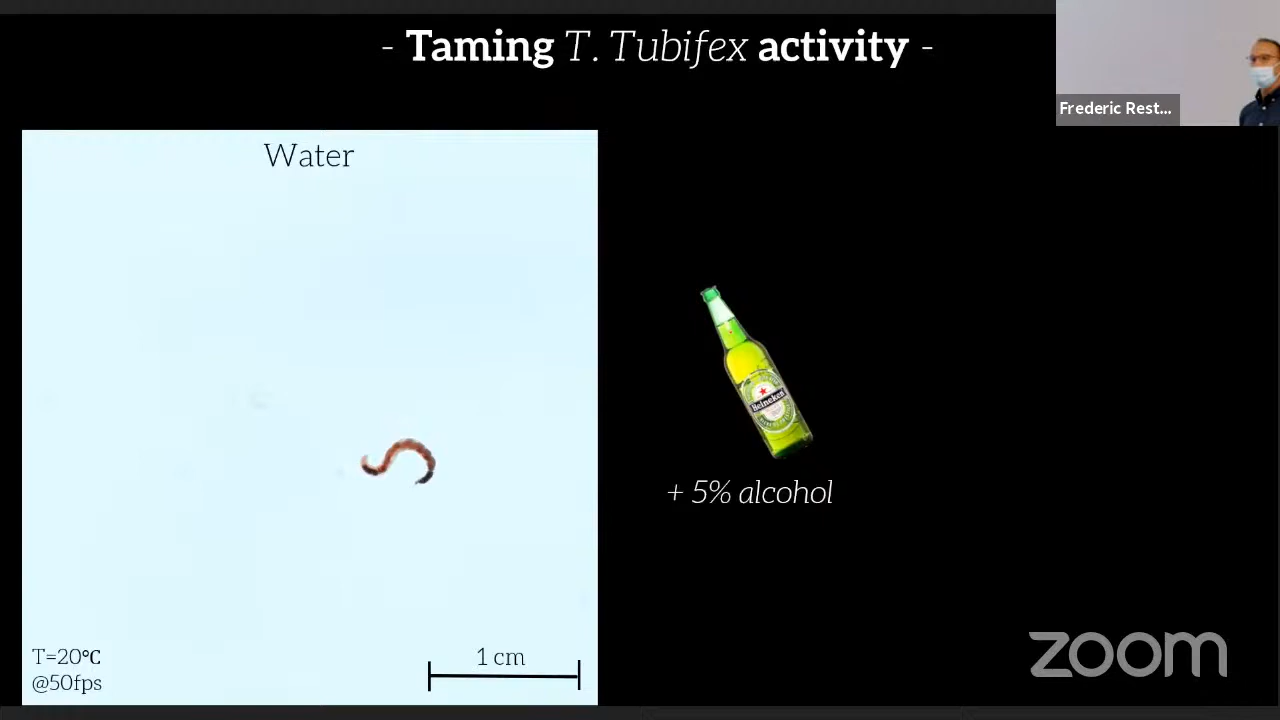 - Taming T. Tubifex activity -
Frederic Rest...
Water
Heineken
+ 5% alcohol
T=20°C
@50fps
1 cm
zoom